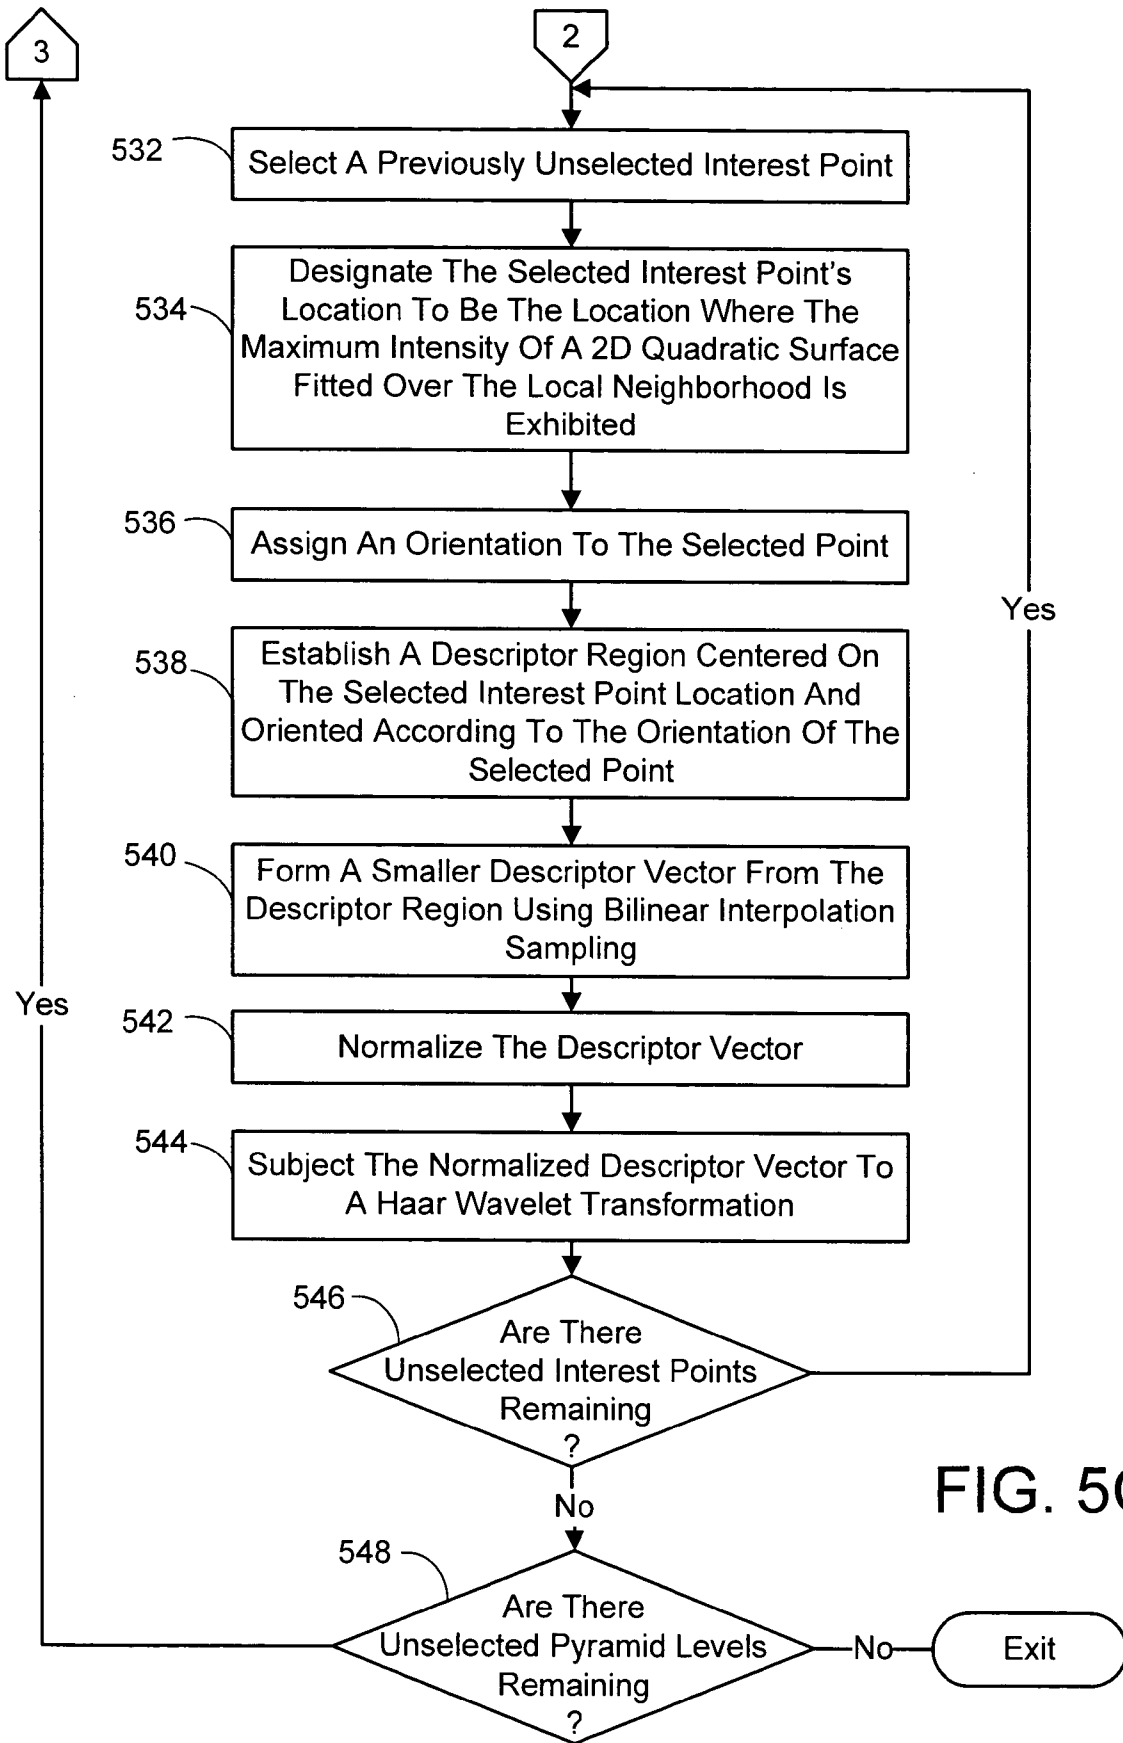 3
2
532
Select A Previously Unselected Interest Point
534
Designate The Selected Interest Point's
Location To Be The Location Where The
Maximum Intensity Of A 2D Quadratic Surface
Fitted Over The Local Neighborhood Is
Exhibited
536
Assign An Orientation To The Selected Point
Yes
538
Establish A Descriptor Region Centered On
The Selected Interest Point Location And
Oriented According To The Orientation Of The
Selected Point
540
Form A Smaller Descriptor Vector From The
Descriptor Region Using Bilinear Interpolation
Sampling
Yes
542
Normalize The Descriptor Vector
544
Subject The Normalized Descriptor Vector To
A Haar Wavelet Transformation
546
Are There
Unselected Interest Points
Remaining
?
No
FIG.
548
Are There
Unselected Pyramid Levels
Remaining
?
No
Exit